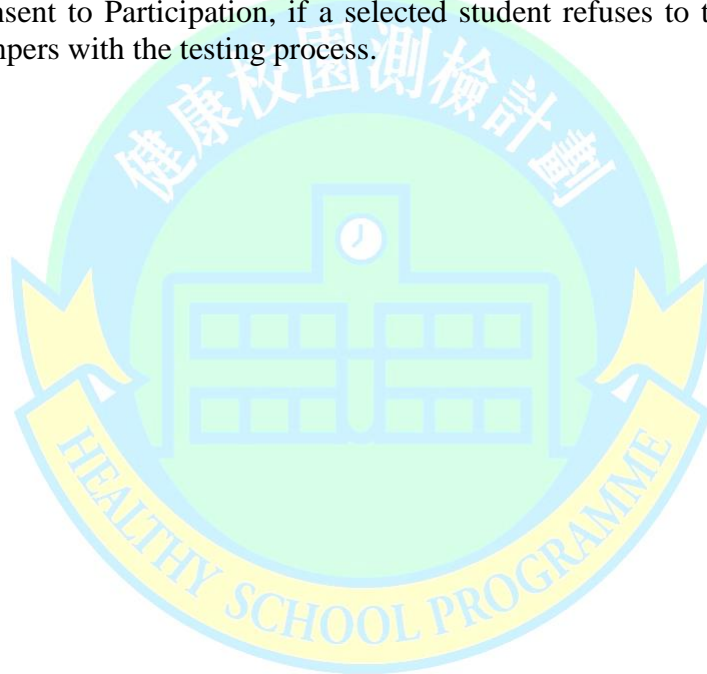 nsent to Participation, if a selected student refuses to t
npers with the testing process.
健康校園測檢計劃
HEALTHY SCHOOL PROGRAMME